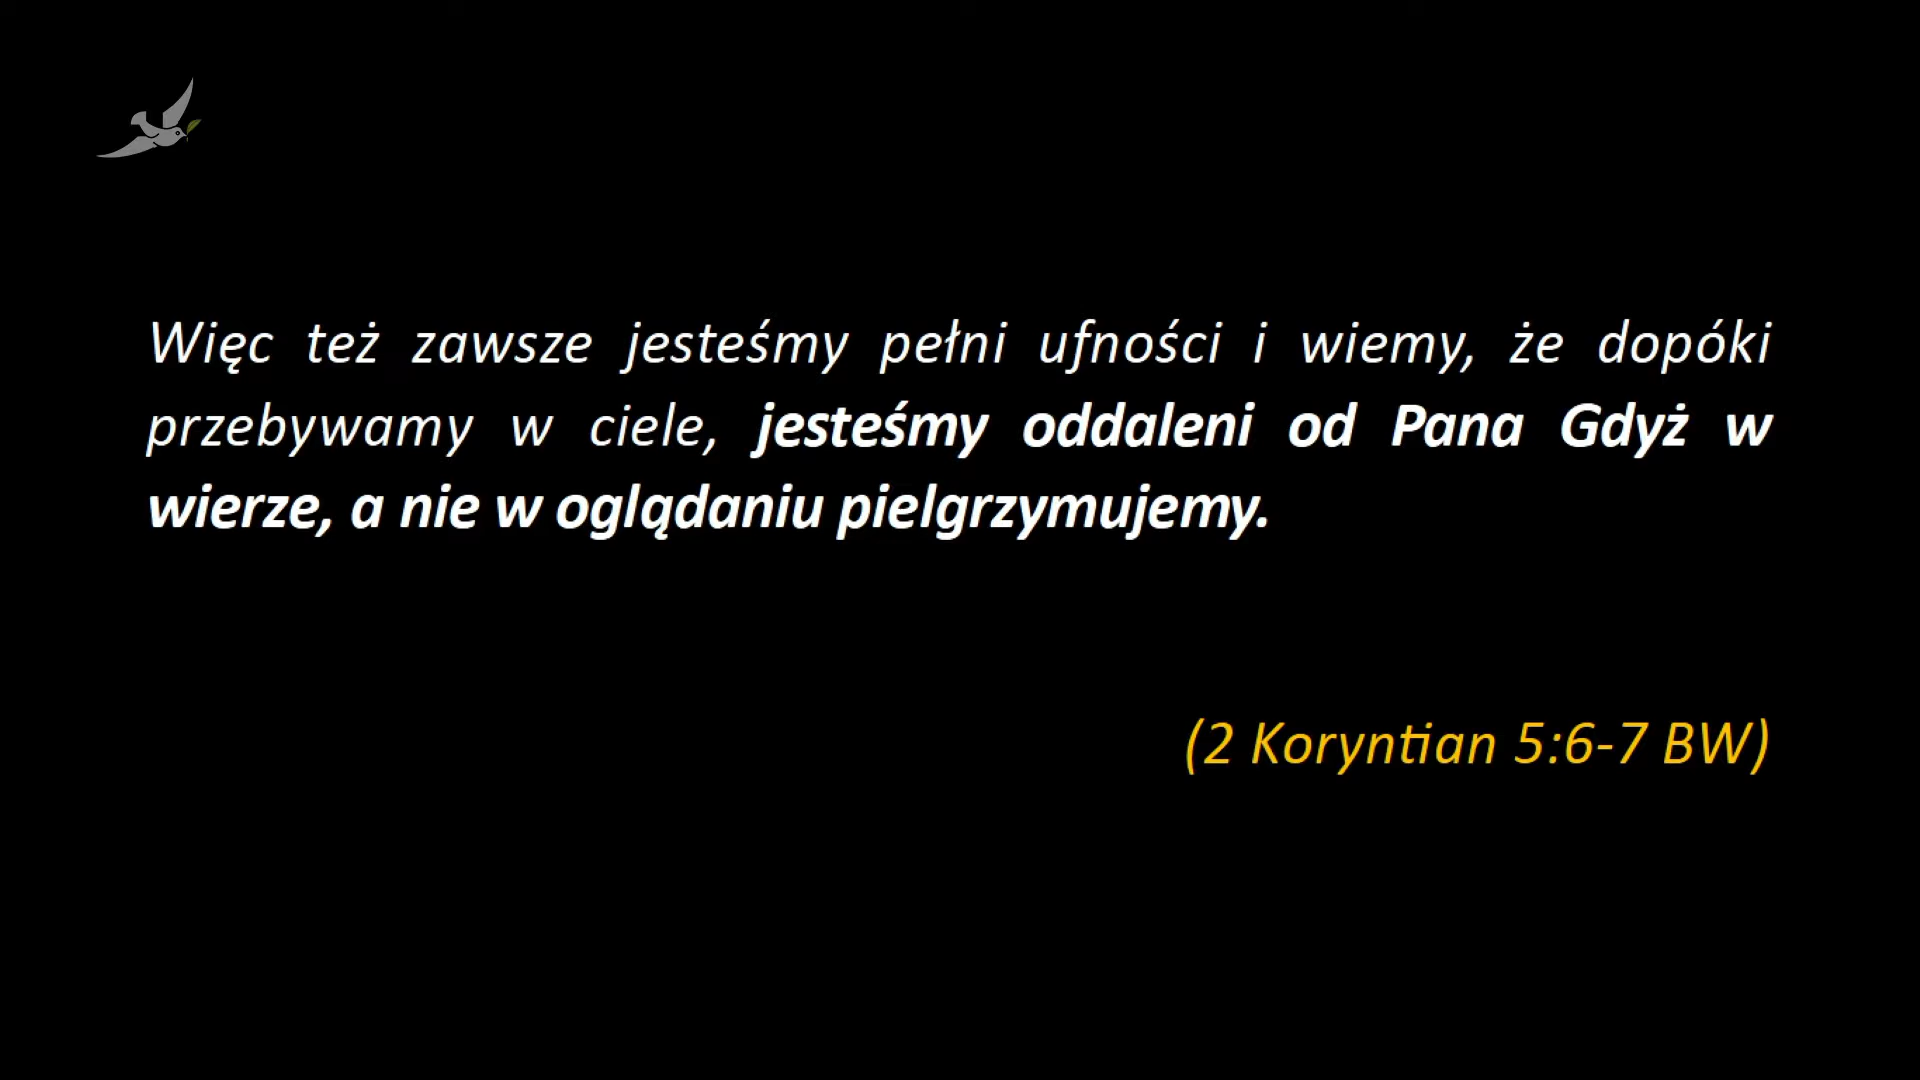 Więc też zawsze jesteśmy pełni ufności i wiemy, że dopóki
przebywamy w ciele, jesteśmy oddaleni od Pana Gdyż w
wierze, a nie w oglądaniu pielgrzymujemy.
(2 Koryntian 5:6-7 BW)